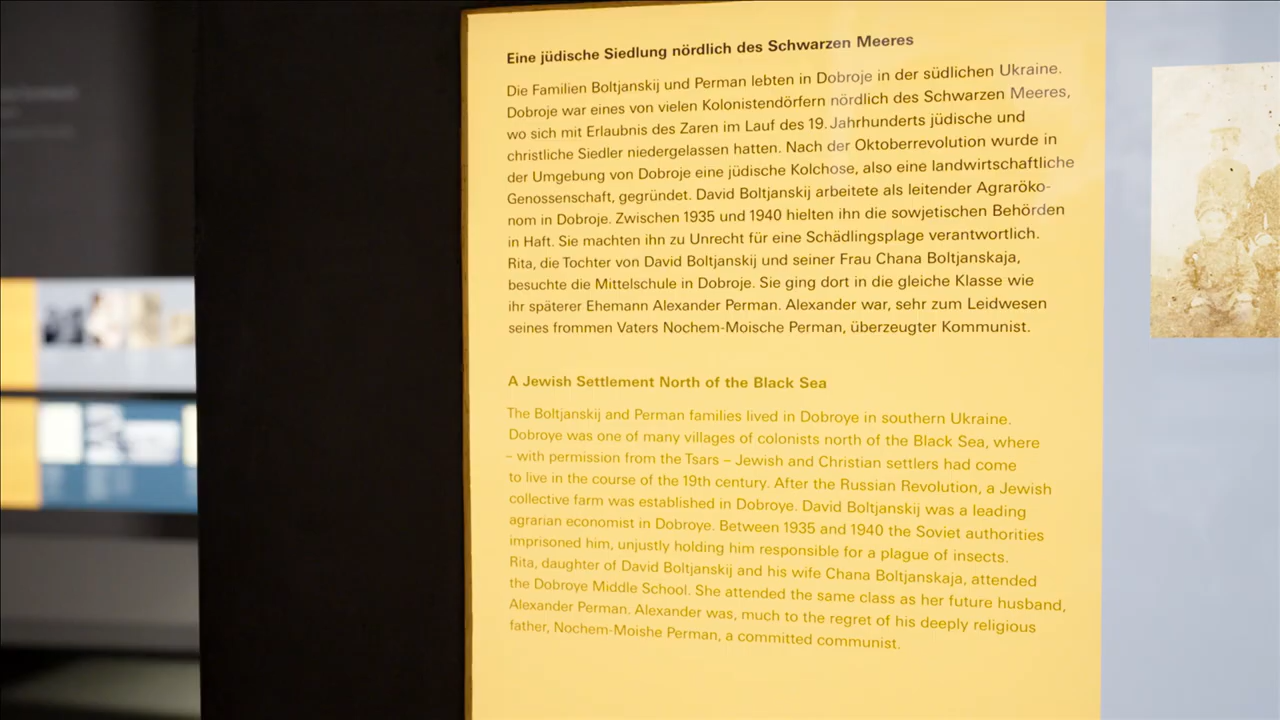 Eine jüdische Siedlung nördlich des Schwarzen Meeres
Die Familien Boltjanskij und Perman lebten in Dobroje in der südlichen Ukraine.
Dobroje war eines von vielen Kolonistendörfern nördlich des Schwarzen Meeres,
wo sich mit Erlaubnis des Zaren im Lauf des 19. Jahrhunderts jüdische und
christliche Siedler niedergelassen hatten. Nach der Oktoberrevolution wurde in
der Umgebung von Dobroje eine jüdische Kolchose, also eine landwirtschaftliche
Genossenschaft, gegründet. David Boltjanskij arbeitete als leitender Agraröko-
nom in Dobroje. Zwischen 1935 und 1940 hielten ihn die sowjetischen Behörden
in Haft. Sie machten ihn zu Unrecht für eine Schädlingsplage verantwortlich.
Rita, die Tochter von David Boltjanskij und seiner Frau Chana Boltjanskaja,
besuchte die Mittelschule in Dobroje. Sie ging dort in die gleiche Klasse wie
ihr späterer Ehemann Alexander Perman. Alexander war, sehr zum Leidwesen
seines frommen Vaters Nochem-Moische Perman, überzeugter Kommunist.
A Jewish Settlement North of the Black Sea
The Boltjanskij and Perman families lived in Dobroye in southern Ukraine.
Dobroye was one of many villages of colonists north of the Black Sea, where
– with permission from the Tsars – Jewish and Christian settlers had come
to live in the course of the 19th century. After the Russian Revolution, a Jewish
collective farm was established in Dobroye. David Boltjanskij was a leading
agrarian economist in Dobroye. Between 1935 and 1940 the Soviet authorities
imprisoned him, unjustly holding him responsible for a plague of insects.
Rita, daughter of David Boltjanskij and his wife Chana Boltjanskaja, attended
the Dobroye Middle School. She attended the same class as her future husband,
Alexander Perman. Alexander was, much to the regret of his deeply religious
father, Nochem-Moishe Perman, a committed communist.